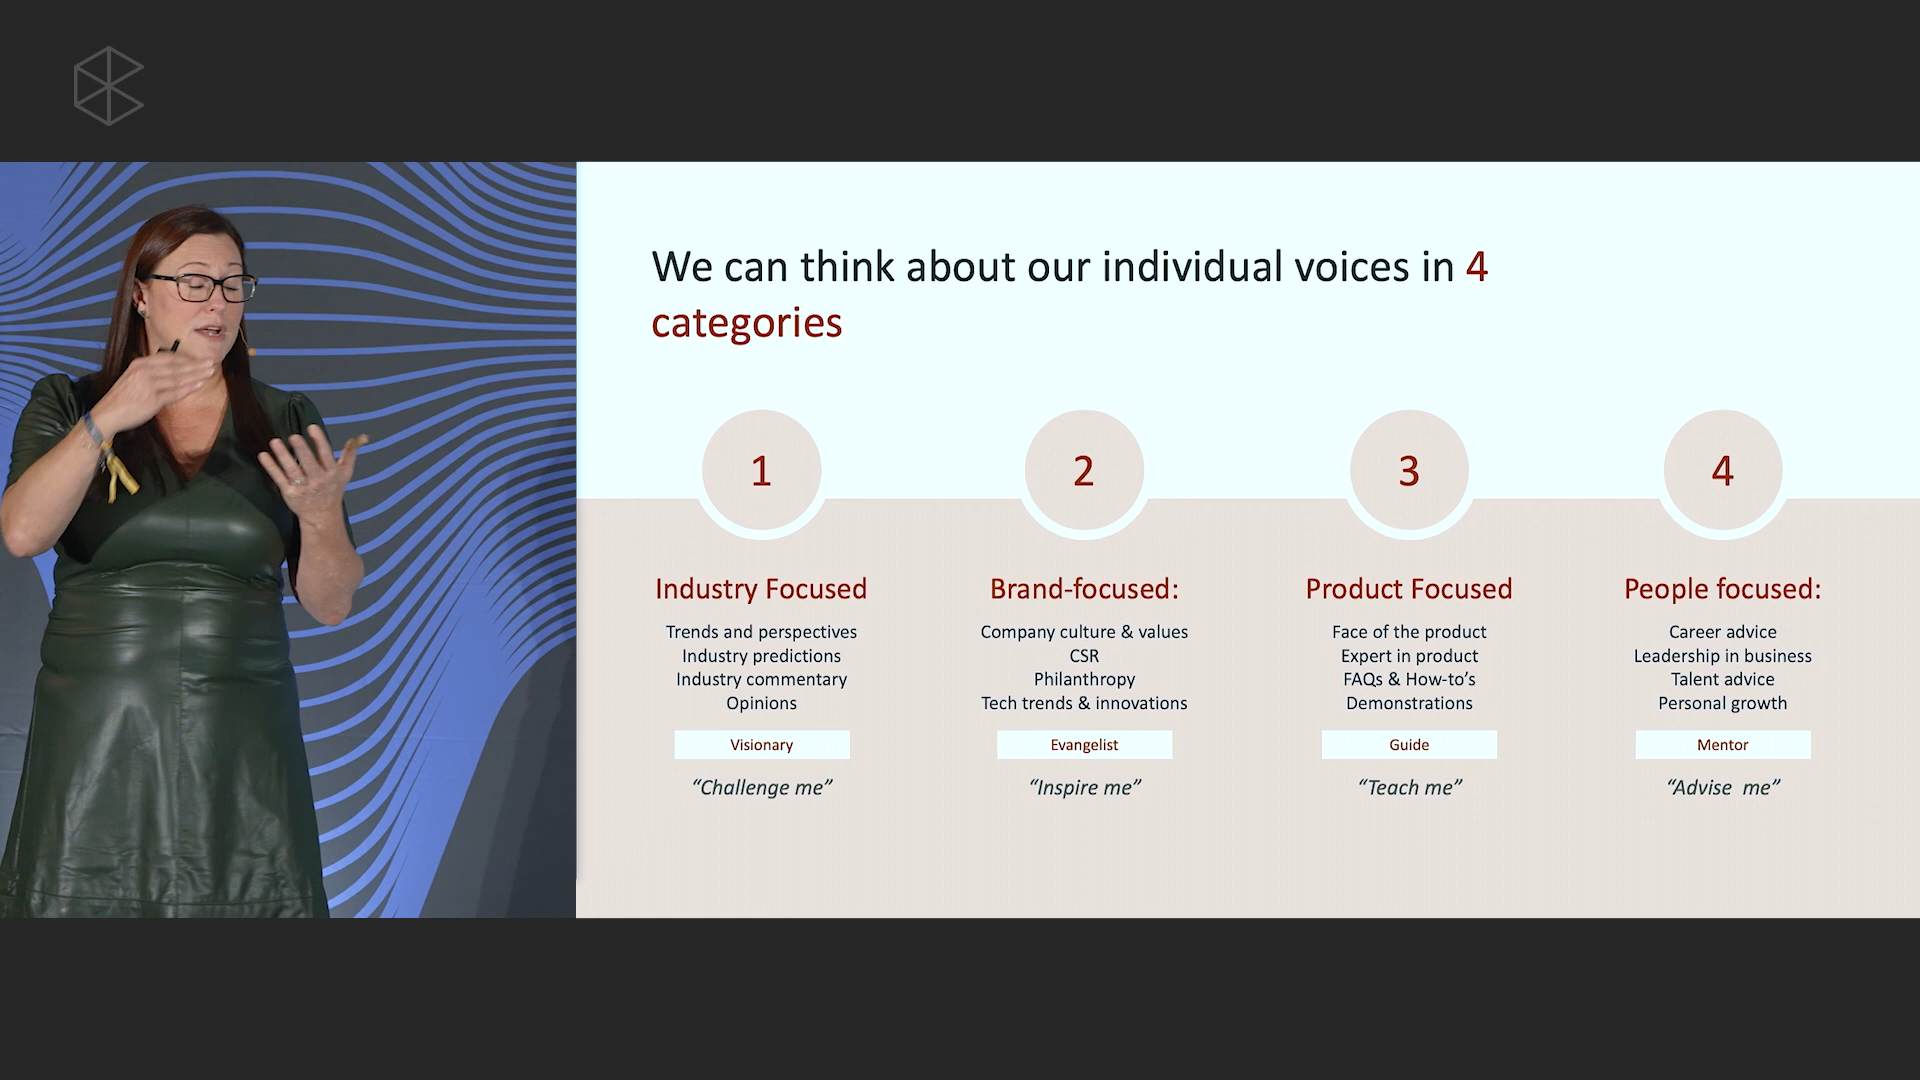 We can think about our individual voices in 4
categories
1
2
3
4
Industry Focused
Trends and perspectives
Industry predictions
Industry commentary
Opinions
Visionary
“Challenge me”
Brand-focused:
Company culture & values
CSR
Philanthropy
Tech trends & innovations
Evangelist
“Inspire me”
Product Focused
Face of the product
Expert in product
FAQs & How-to’s
Demonstrations
Guide
“Teach me”
People focused:
Career advice
Leadership in business
Talent advice
Personal growth
Mentor
“Advise  me”